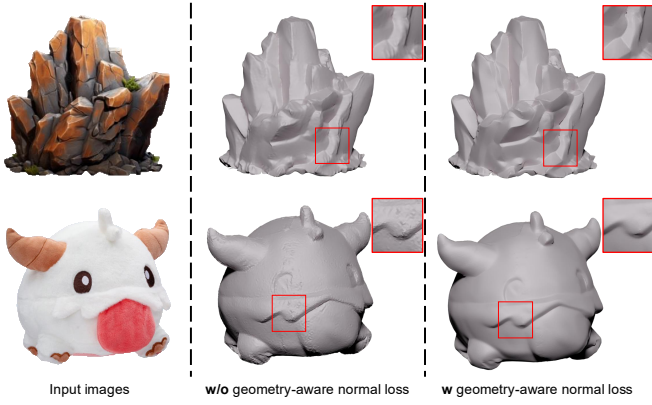 Input images
w/o geometry-aware normal loss
w geometry-aware normal loss